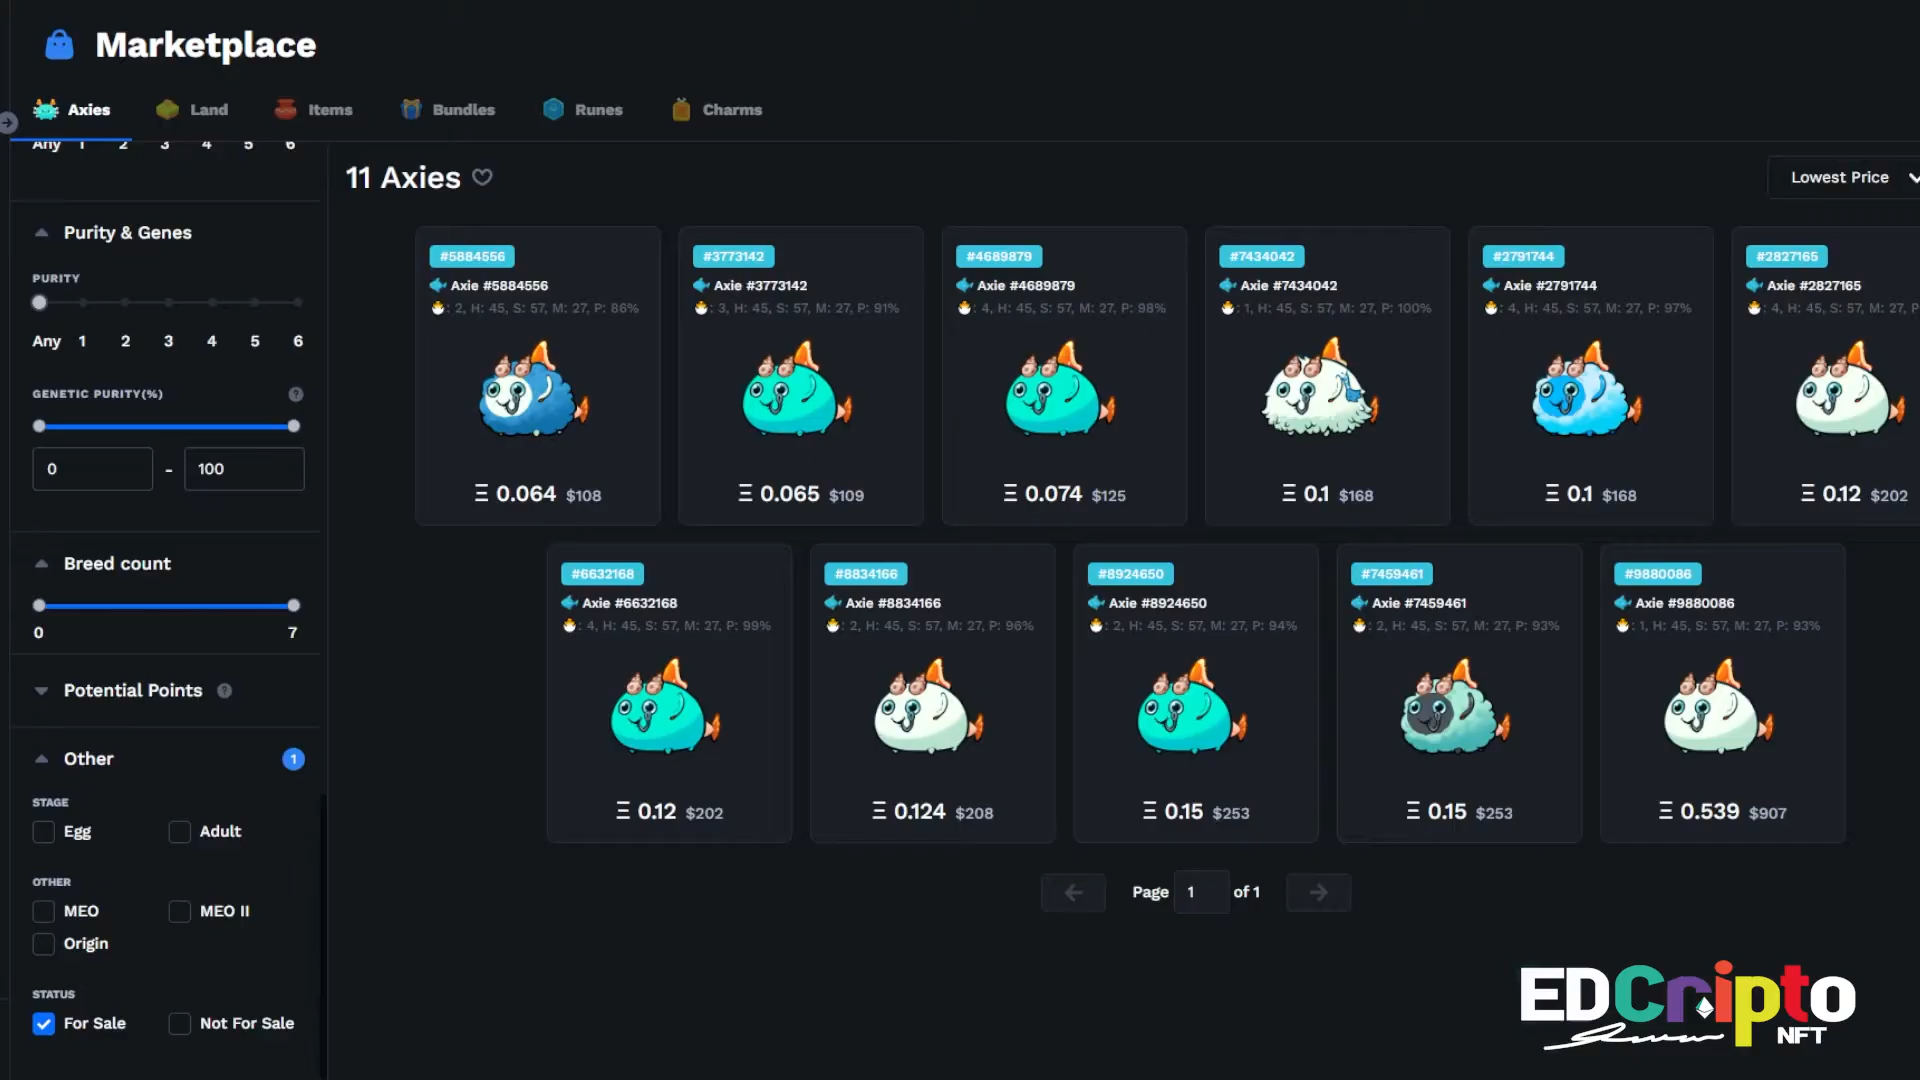 Marketplace
Axies Land Items Bundles Runes Charms
Any 1 2 3 4 5 6
Purity & Genes
PURITY
Any 1 2 3 4 5 6
GENETIC PURITY(%) ?
0 - 100
Breed count
0 7
Potential Points ?
Other 1
STAGE
Egg Adult
OTHER
MEO MEO II
Origin
STATUS
For Sale Not For Sale
11 Axies
Lowest Price
#5884556
Axie #5884556
: 2, H: 45, S: 57, M: 27, P: 86%
Ξ 0.064 $108
#3773142
Axie #3773142
: 3, H: 45, S: 57, M: 27, P: 91%
Ξ 0.065 $109
#4689879
Axie #4689879
: 4, H: 45, S: 57, M: 27, P: 98%
Ξ 0.074 $125
#7434042
Axie #7434042
: 1, H: 45, S: 57, M: 27, P: 100%
Ξ 0.1 $168
#2791744
Axie #2791744
: 4, H: 45, S: 57, M: 27, P: 97%
Ξ 0.1 $168
#2827165
Axie #2827165
: 4, H: 45, S: 57, M: 27, P
Ξ 0.12 $202
#6632168
Axie #6632168
: 4, H: 45, S: 57, M: 27, P: 99%
Ξ 0.12 $202
#8834166
Axie #8834166
: 2, H: 45, S: 57, M: 27, P: 96%
Ξ 0.124 $208
#8924650
Axie #8924650
: 2, H: 45, S: 57, M: 27, P: 94%
Ξ 0.15 $253
#7459461
Axie #7459461
: 2, H: 45, S: 57, M: 27, P: 93%
Ξ 0.15 $253
#9880086
Axie #9880086
: 1, H: 45, S: 57, M: 27, P: 93%
Ξ 0.539 $907
Page 1 of 1
EDCripto
NFT